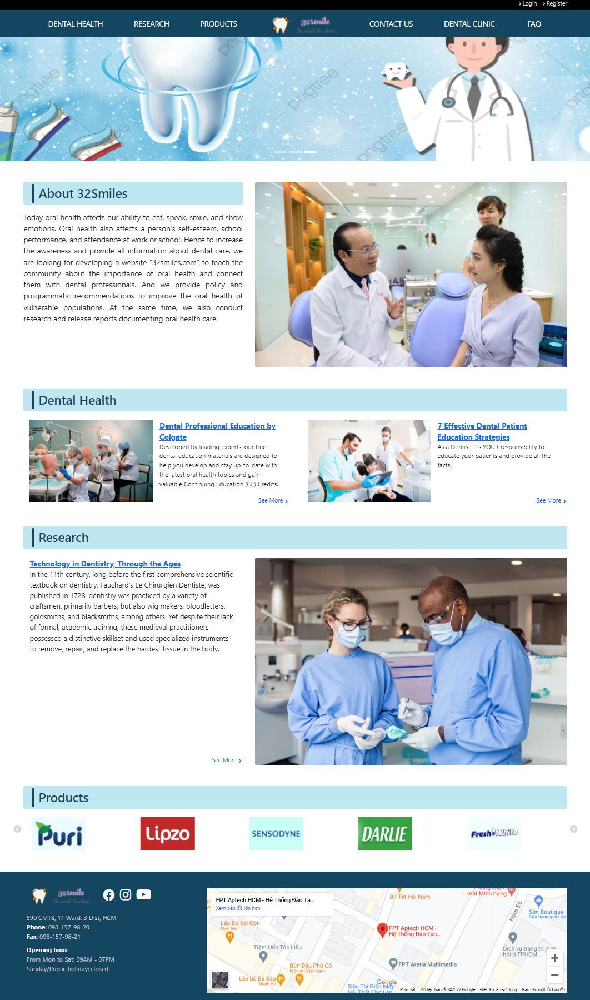 Login Register
DENTAL HEALTH RESEARCH PRODUCTS 32smile CONTACT US DENTAL CLINIC FAQ
Be smile be shine
pngtree
pngtree
pngtree
pngtree
pngtree
pngtree
About 32Smiles
Today oral health affects our ability to eat, speak, smile, and show
emotions. Oral health also affects a person's self-esteem, school
performance, and attendance at work or school. Hence to increase
the awareness and provide all information about dental care, we
are looking for developing a website “32smiles.com” to teach the
community about the importance of oral health and connect
them with dental professionals. And we provide policy and
programmatic recommendations to improve the oral health of
vulnerable populations. At the same time, we also conduct
research and release reports documenting oral health care.
Dental Health
Dental Professional Education by
Colgate
Developed by leading experts, our free
dental education materials are designed to
help you develop and stay up-to-date with
the latest oral health topics and gain
valuable Continuing Education (CE) Credits.
See More
7 Effective Dental Patient
Education Strategies
As a Dentist, it's YOUR responsibility to
educate your patients and provide all the
facts.
See More
Research
Technology in Dentistry, Through the Ages
In the 11th century, long before the first comprehensive scientific
textbook on dentistry, Fauchard's Le Chirurgien Dentiste, was
published in 1728, dentistry was practiced by a variety of
craftsmen, primarily barbers, but also wig makers, bloodletters,
goldsmiths, and blacksmiths, among others. Yet despite their lack
of formal, academic training, these medieval practitioners
possessed a distinctive skillset and used specialized instruments
to remove, repair, and replace the hardest tissue in the body.
See More
Products
Puri Lipzo SENSODYNE DARLIE Fresh & White
32smile
Be smile be shine
590 CMT8, 11 Ward. 3 Dist, HCM
Phone: 098-157-98-20
Fax: 098-157-98-21
Opening hour:
From Mon to Sat: 09AM - 07PM
Sunday/Public holiday: closed
FPT Aptech HCM - Hệ Thống Đào Tạ...
Xem bản đồ lớn hơn
Bít Tết Hải Nam
mắt Minh hưng
Hẻm E6
Sờn Boutique
Cửa hàng quần áo
Lẩu Bò Sài Gòn
Món lẩu
FPT Aptech HCM -
Hệ Thống Đào Tạo...
Tiệm Uốn Tóc Liễu
Dịch vụ trang trí cưới
hỏi ở TPHCM...
Bún Đậu Phố Cổ
Món ăn Việt Nam
FPT Arena Multimedia
Lẩu bò Bà Sáu
Quán mì
Siêu Thị Điện Máy
Nội Thất Chợ Lớn
Google
+
−
Phím tắt Dữ liệu bản đồ ©2022 Google Điều khoản sử dụng Báo cáo một lỗi bản đồ